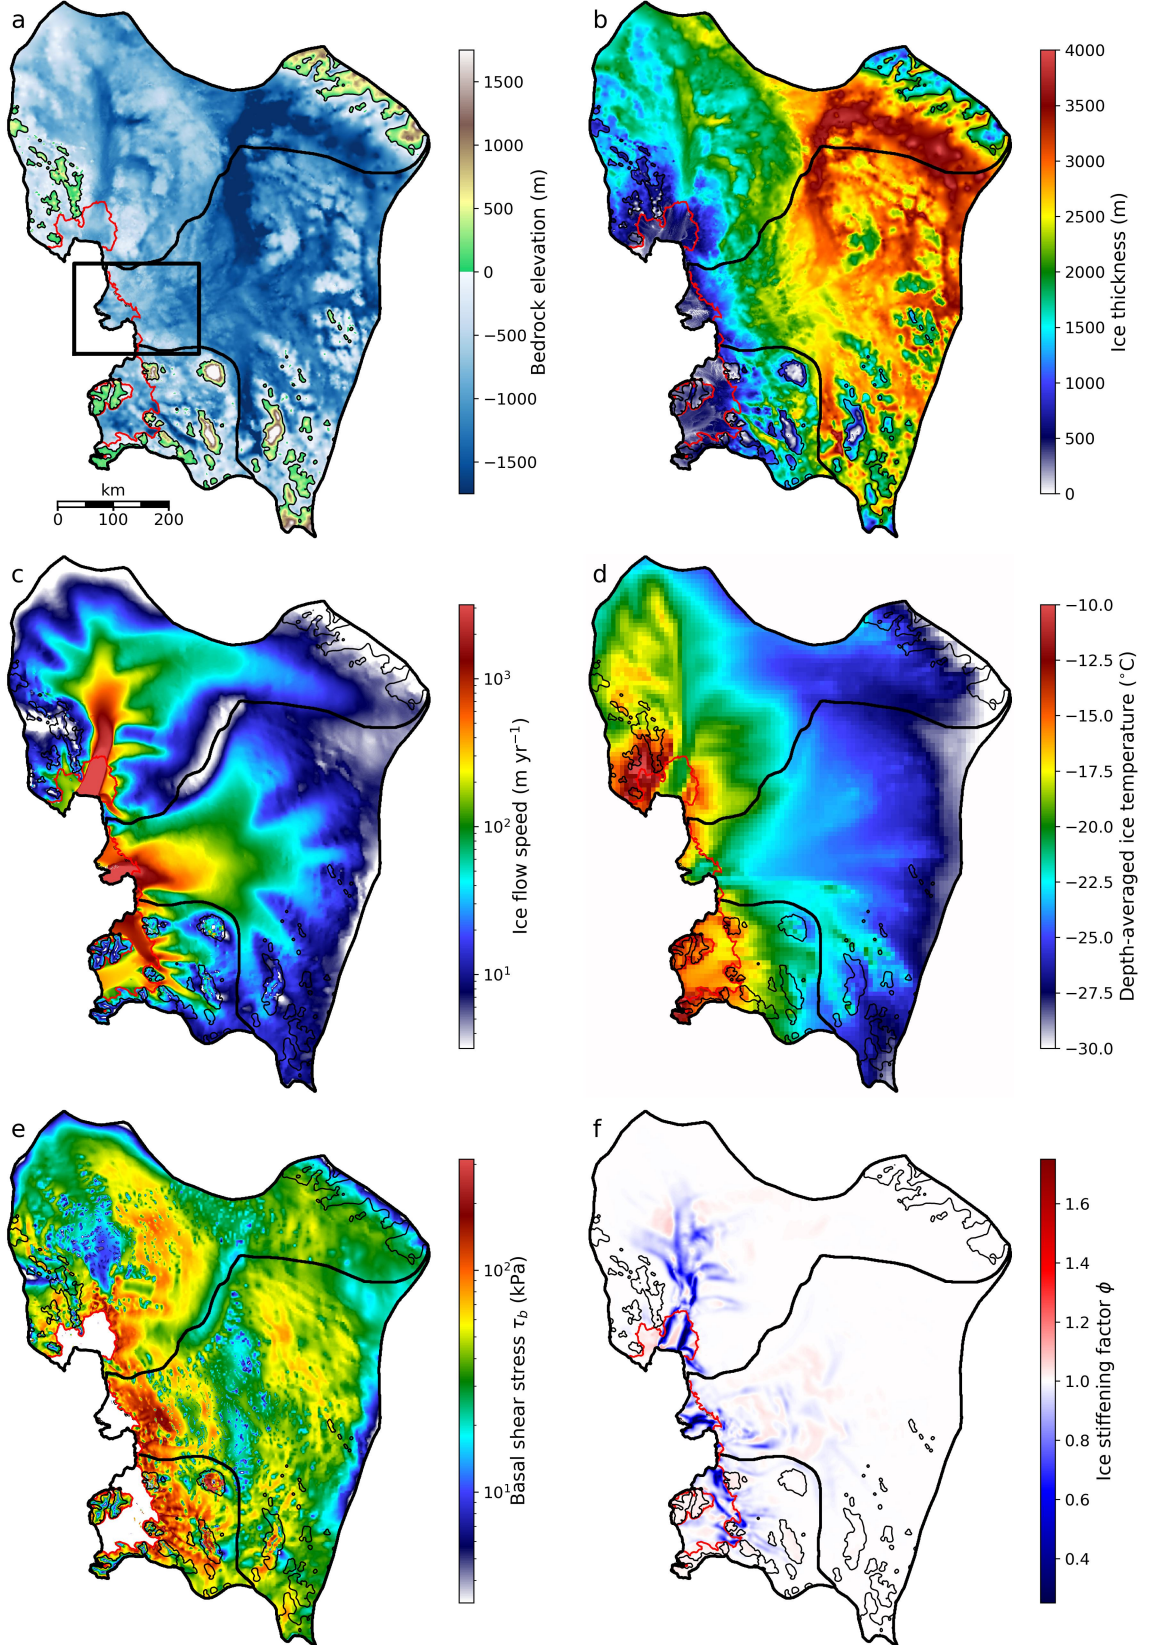 a
1500
1000
500
0
−500
−1000
−1500
Bedrock elevation (m)
km
0 100 200
b
4000
3500
3000
2500
2000
1500
1000
500
0
Ice thickness (m)
c
10³
10²
10¹
Ice flow speed (m yr⁻¹)
d
−10.0
−12.5
−15.0
−17.5
−20.0
−22.5
−25.0
−27.5
−30.0
Depth-averaged ice temperature (°C)
e
10²
10¹
Basal shear stress τ_b (kPa)
f
1.6
1.4
1.2
1.0
0.8
0.6
0.4
Ice stiffening factor ϕ